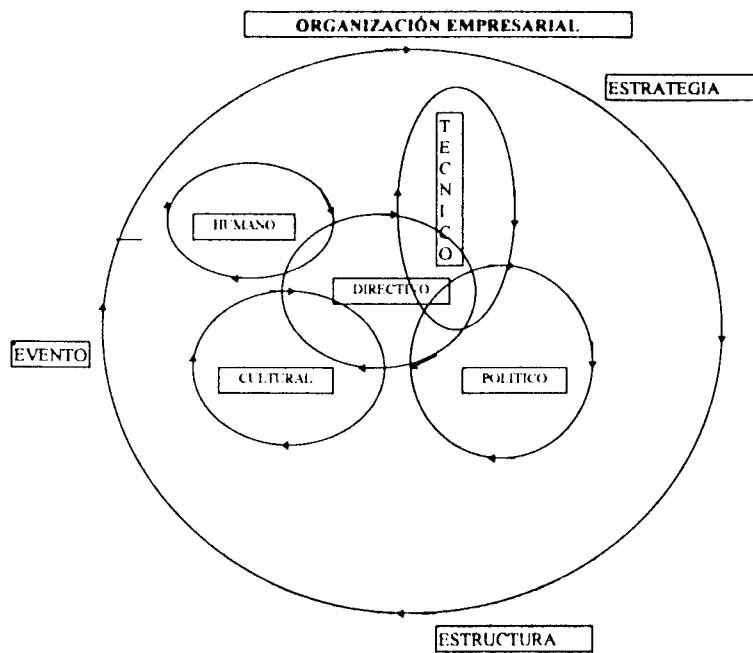 ORGANIZACIÓN EMPRESARIAL
ESTRATEGIA
TECNICO
HUMANO
DIRECTIVO
EVENTO
CULTURAL
POLITICO
ESTRUCTURA